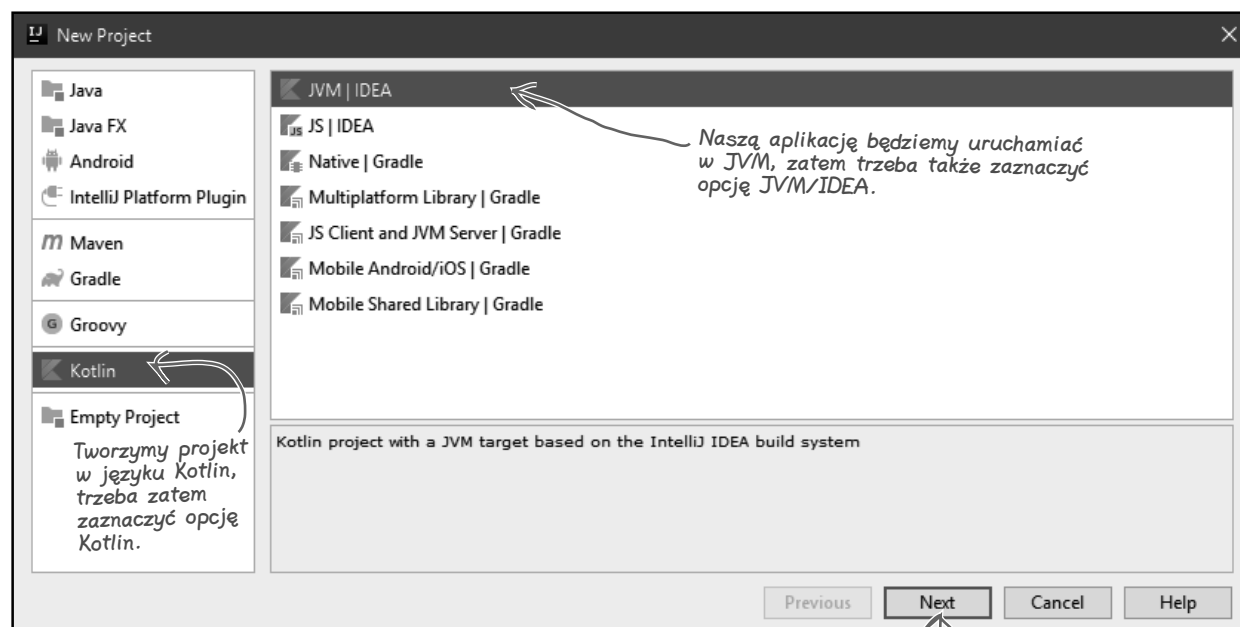 New Project
Java
Java FX
Android
IntelliJ Platform Plugin
Maven
Gradle
Groovy
Kotlin
Empty Project
Tworzymy projekt
w języku Kotlin,
trzeba zatem
zaznaczyć opcję
Kotlin.
JVM | IDEA
JS | IDEA
Native | Gradle
Multiplatform Library | Gradle
JS Client and JVM Server | Gradle
Mobile Android/iOS | Gradle
Mobile Shared Library | Gradle
Naszą aplikację będziemy uruchamiać
w JVM, zatem trzeba także zaznaczyć
opcję JVM/IDEA.
Kotlin project with a JVM target based on the IntelliJ IDEA build system
Previous
Next
Cancel
Help